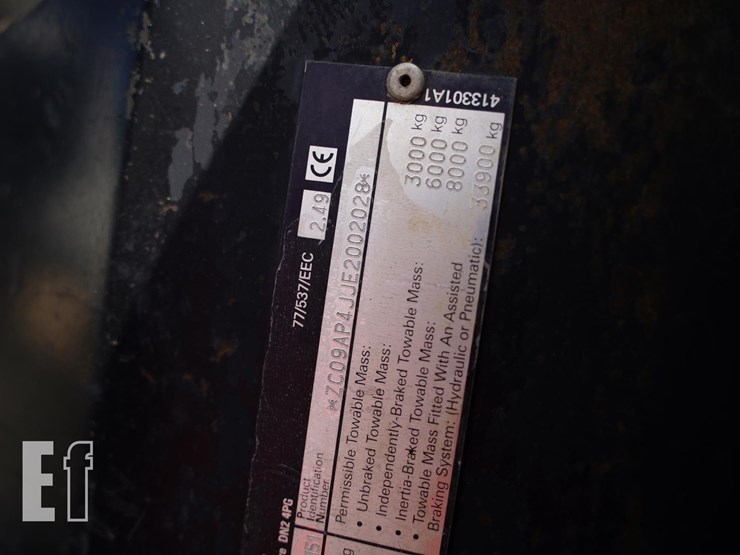 413301A1
77/537/EEC 2.49 CE
Product
Identification
Number
*ZC09AP4JJE2002028*
Permissible Towable Mass:
• Unbraked Towable Mass: 3000 kg
• Independently-Braked Towable Mass: 6000 kg
• Inertia-Braked Towable Mass: 8000 kg
• Towable Mass Fitted With An Assisted
Braking System: (Hydraulic or Pneumatic): 33900 kg
DN2 4PG
Ef